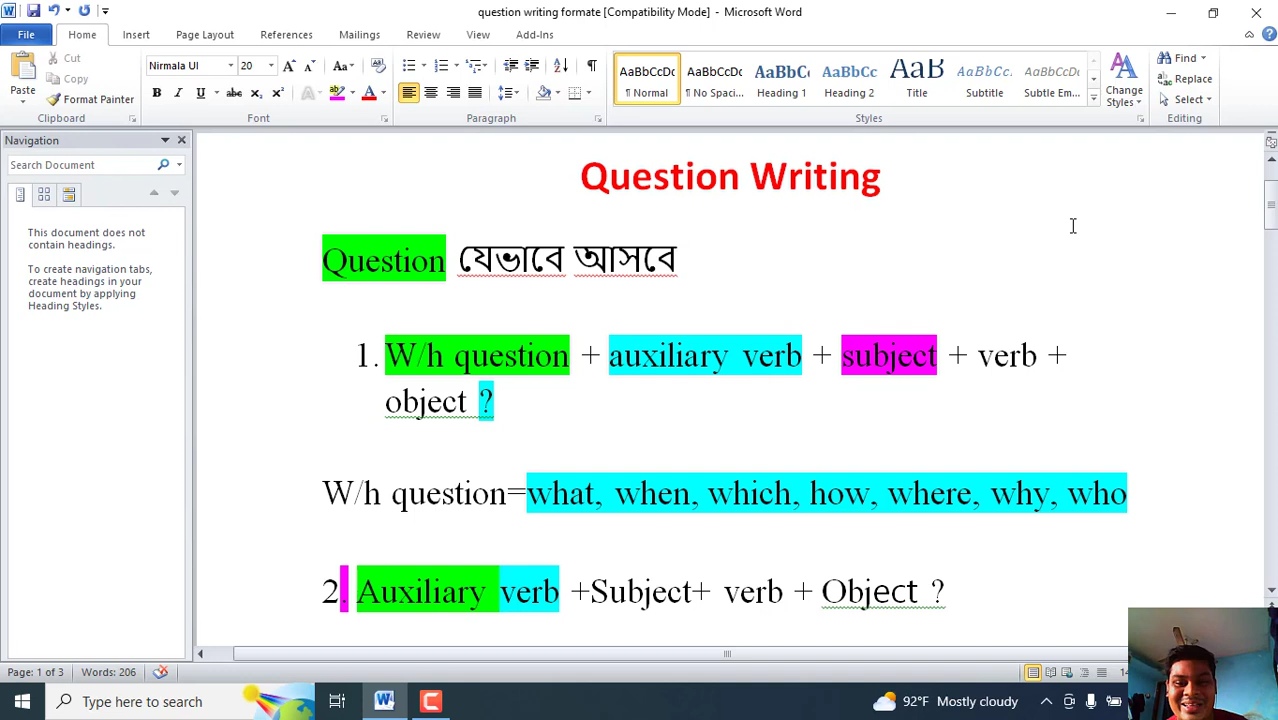 question writing formate [Compatibility Mode] - Microsoft Word
File Home Insert Page Layout References Mailings Review View Add-Ins
Cut
Copy
Format Painter
Paste
Clipboard
Nirmala UI 20
Font
Paragraph
AaBbCcDc AaBbCcDc AaBbC AaBbCc AaB AaBbCcL AaBbCcDc
¶ Normal ¶ No Spaci... Heading 1 Heading 2 Title Subtitle Subtle Em...
Change Styles
Styles
Find
Replace
Select
Editing
Navigation
Search Document
This document does not
contain headings.
To create navigation tabs,
create headings in your
document by applying
Heading Styles.
Question Writing
Question যেভাবে আসবে
1. W/h question + auxiliary verb + subject + verb +
object ?
W/h question=what, when, which, how, where, why, who
2. Auxiliary verb +Subject+ verb + Object ?
Page: 1 of 3 Words: 206
Type here to search
92°F Mostly cloudy